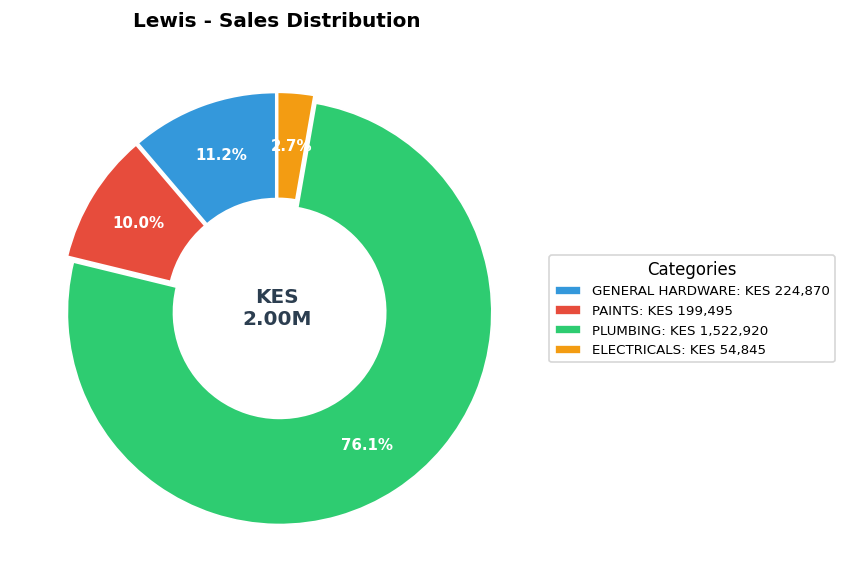 Lewis - Sales Distribution
11.2%
2.7%
10.0%
KES
2.00M
76.1%
Categories
GENERAL HARDWARE: KES 224,870
PAINTS: KES 199,495
PLUMBING: KES 1,522,920
ELECTRICALS: KES 54,845